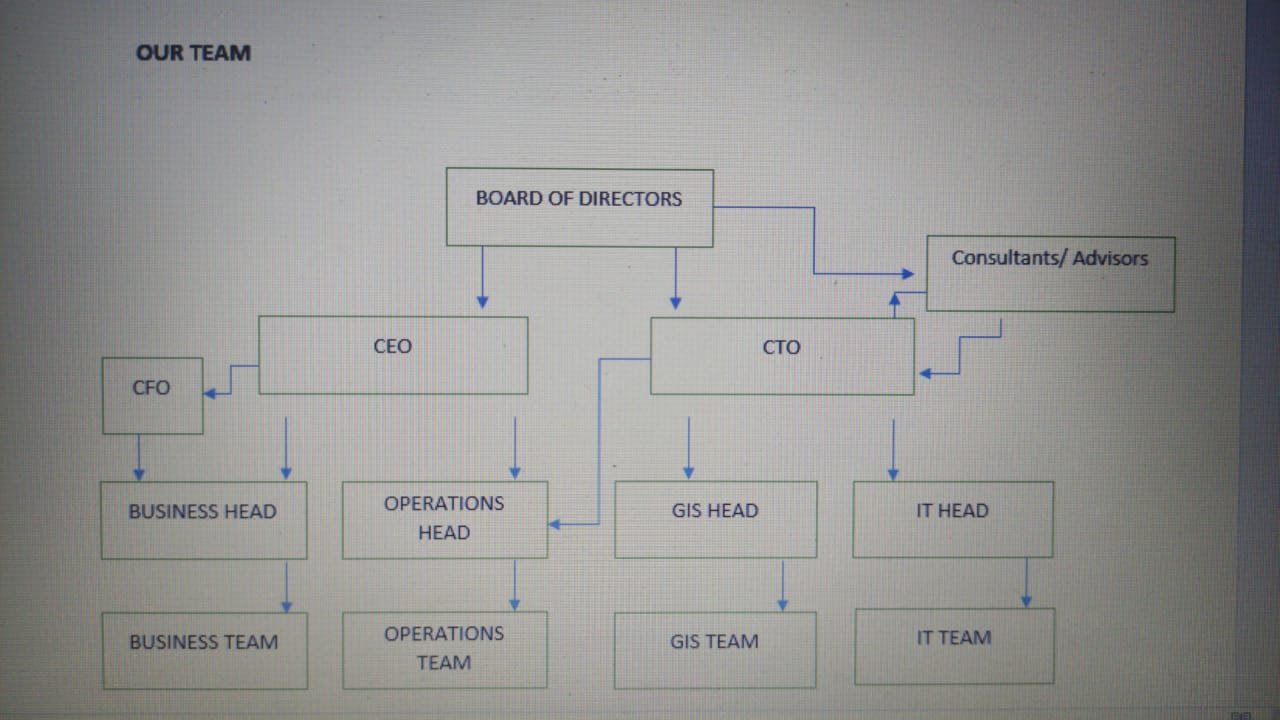 OUR TEAM
BOARD OF DIRECTORS
Consultants/ Advisors
CEO
CTO
CFO
BUSINESS HEAD
OPERATIONS
HEAD
GIS HEAD
IT HEAD
BUSINESS TEAM
OPERATIONS
TEAM
GIS TEAM
IT TEAM